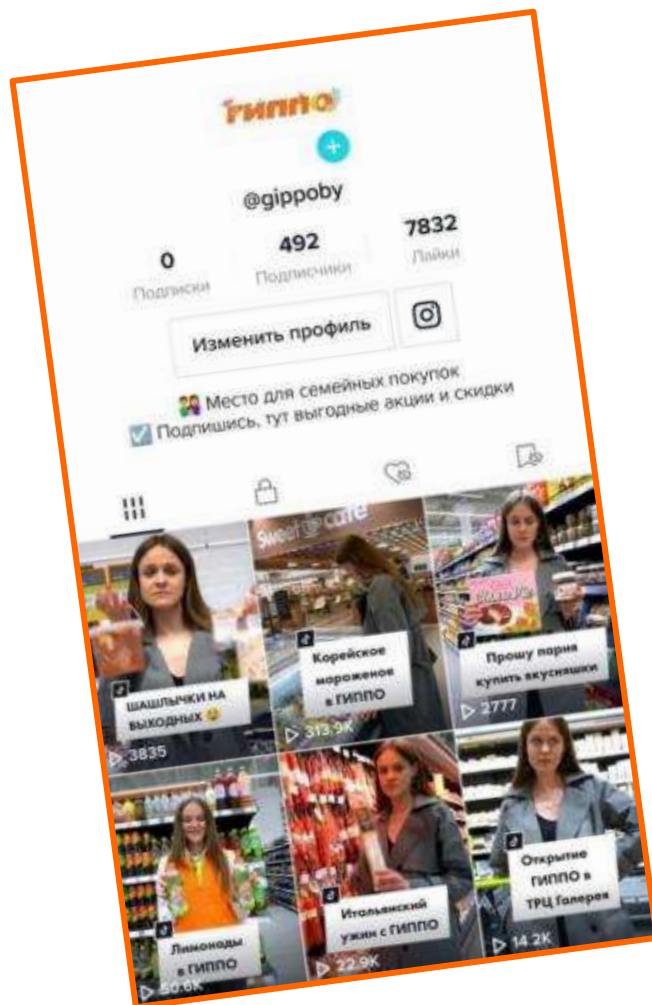 ГИППО
@gippoby
0 492 7832
Подписки Подписчики Лайки
Изменить профиль
Место для семейных покупок
Подпишись, тут выгодные акции и скидки
Sweet cafe
ШАШЛЫЧКИ НА
ВЫХОДНЫХ
3835
Корейское
мороженое
в ГИППО
313.9K
Прошу парня
купить вкусняшки
2777
Лимонады
в ГИППО
50.6K
Итальянский
ужин с ГИППО
22.9K
Открытие
ГИППО в
ТРЦ Галерея
14.2K